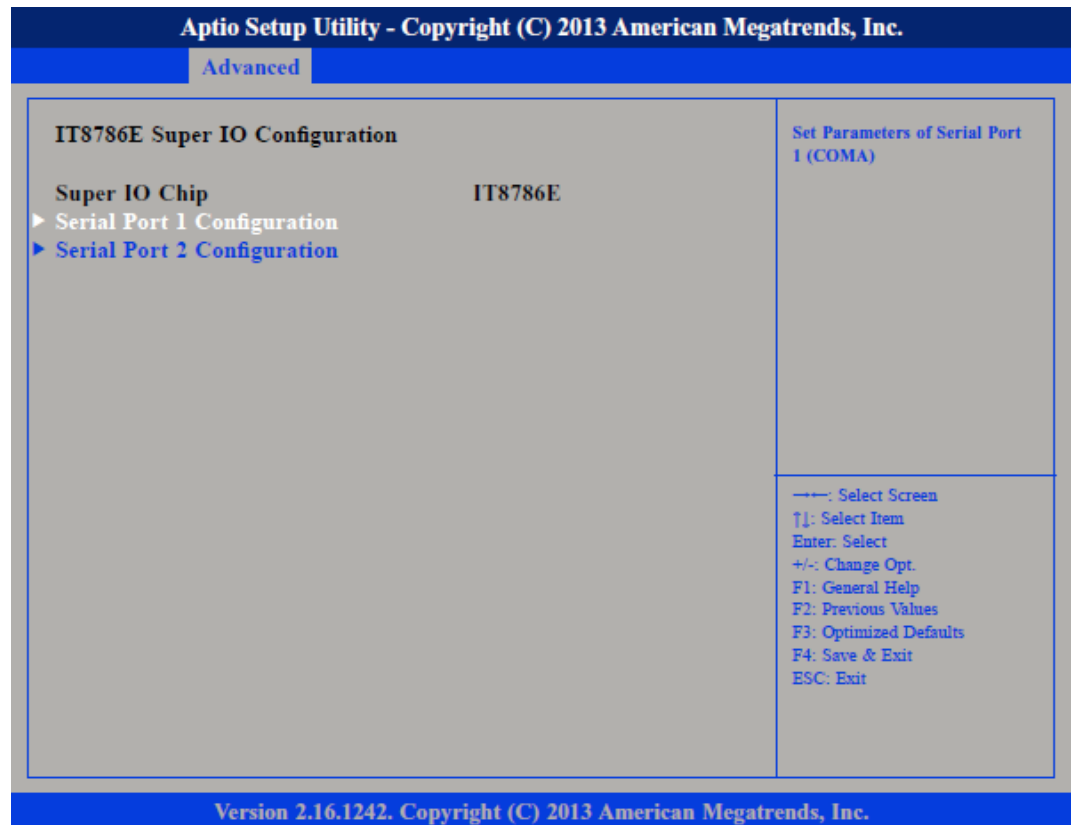 Aptio Setup Utility - Copyright (C) 2013 American Megatrends, Inc.
Advanced
IT8786E Super IO Configuration
Super IO Chip IT8786E
Serial Port 1 Configuration
Serial Port 2 Configuration
Set Parameters of Serial Port
1 (COMA)
→←: Select Screen
↑↓: Select Item
Enter: Select
+/-: Change Opt.
F1: General Help
F2: Previous Values
F3: Optimized Defaults
F4: Save & Exit
ESC: Exit
Version 2.16.1242. Copyright (C) 2013 American Megatrends, Inc.